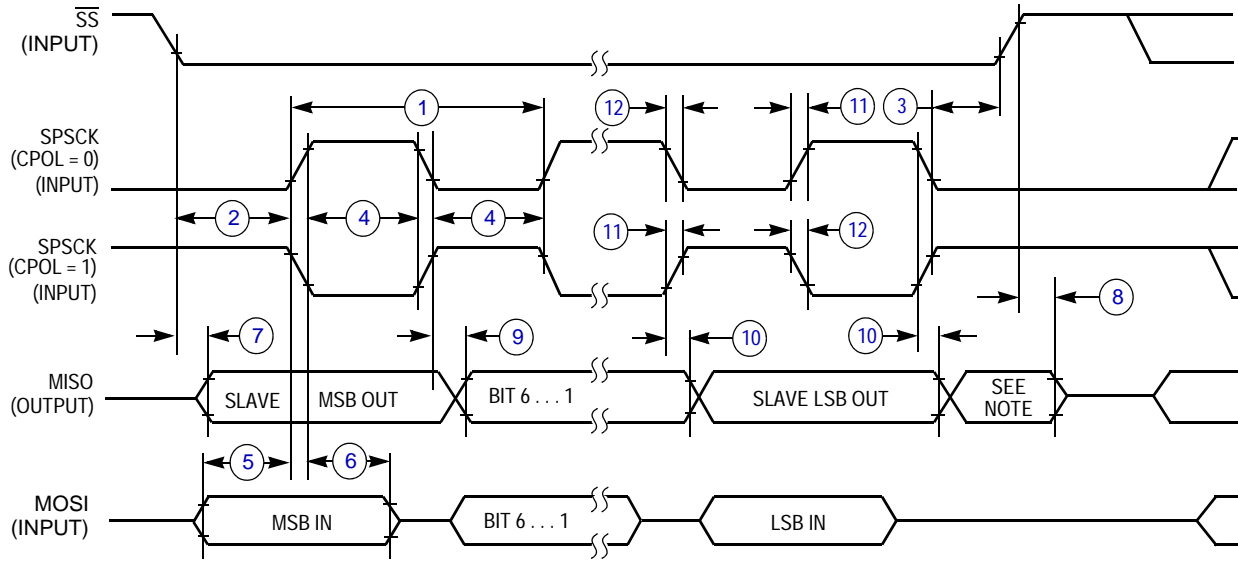 SS
(INPUT)
1
12
11
3
SPSCK
(CPOL = 0)
(INPUT)
2
4
4
11
12
SPSCK
(CPOL = 1)
(INPUT)
8
7
9
10
10
MISO
(OUTPUT)
SLAVE
MSB OUT
BIT 6 . . . 1
SLAVE LSB OUT
SEE
NOTE
5
6
MOSI
(INPUT)
MSB IN
BIT 6 . . . 1
LSB IN